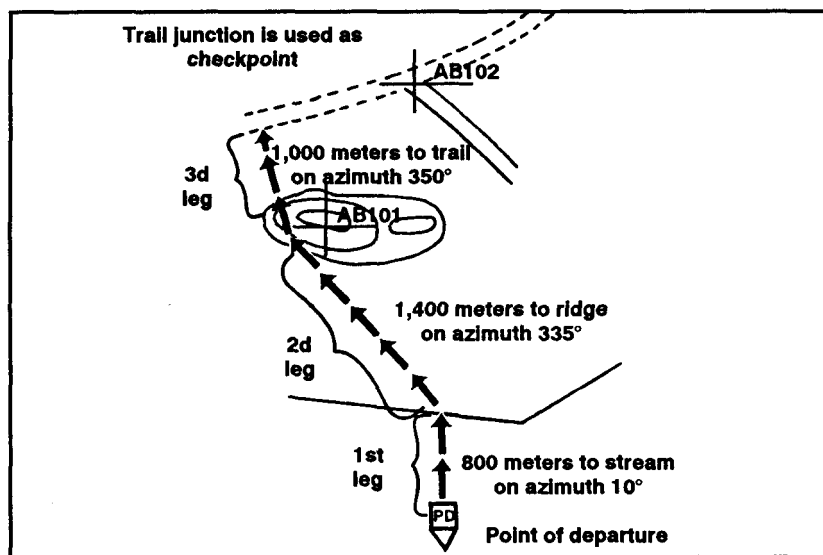 Trail junction is used as
checkpoint
AB102
1,000 meters to trail
on azimuth 350°
3d
leg
AB101
1,400 meters to ridge
on azimuth 335°
2d
leg
1st
leg
800 meters to stream
on azimuth 10°
PD
Point of departure